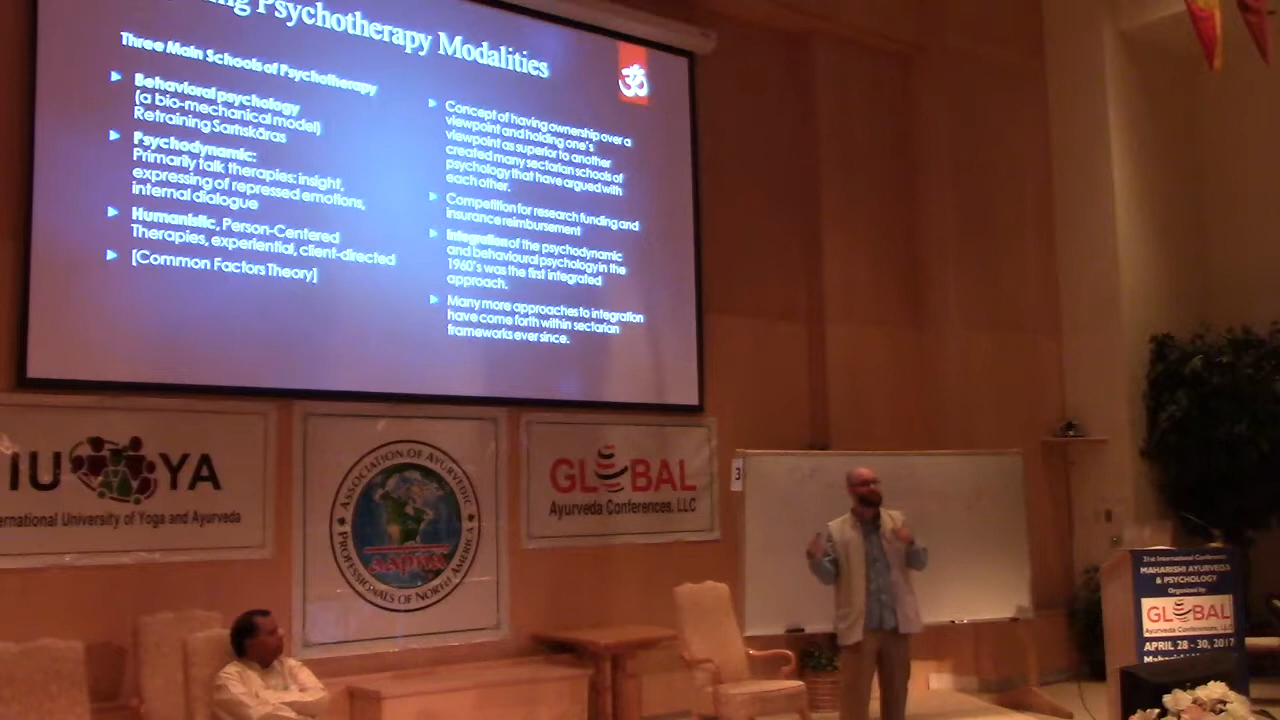 Psychotherapy Modalities
Three Main Schools of Psychotherapy
Behavioral psychology
(a bio-mechanical model)
Retraining Saṁskāras
Psychodynamic:
Primarily talk therapies: insight,
expressing of repressed emotions,
internal dialogue
Humanistic, Person-Centered
Therapies, experiential, client-directed
[Common Factors Theory]
Concept of having ownership over a
viewpoint and holding one's
viewpoint as superior to another
created many sectarian schools of
psychology that have argued with
each other.
Competition for research funding and
insurance reimbursement
Integration of the psychodynamic
and behavioural psychology in the
1960's was the first integrated
approach.
Many more approaches to integration
have come forth within sectarian
frameworks ever since.
ॐ
IU YA
ernational University of Yoga and Ayurveda
ASSOCIATION OF AYURVEDIC
PROFESSIONALS OF NORTH AMERICA
AAPNA
GLOBAL
Ayurveda Conferences, LLC
3
21st International Conference
MAHARISHI AYURVEDA
& PSYCHOLOGY
Organized by
GLOBAL
Ayurveda Conferences, LLC
APRIL 28 - 30, 2017